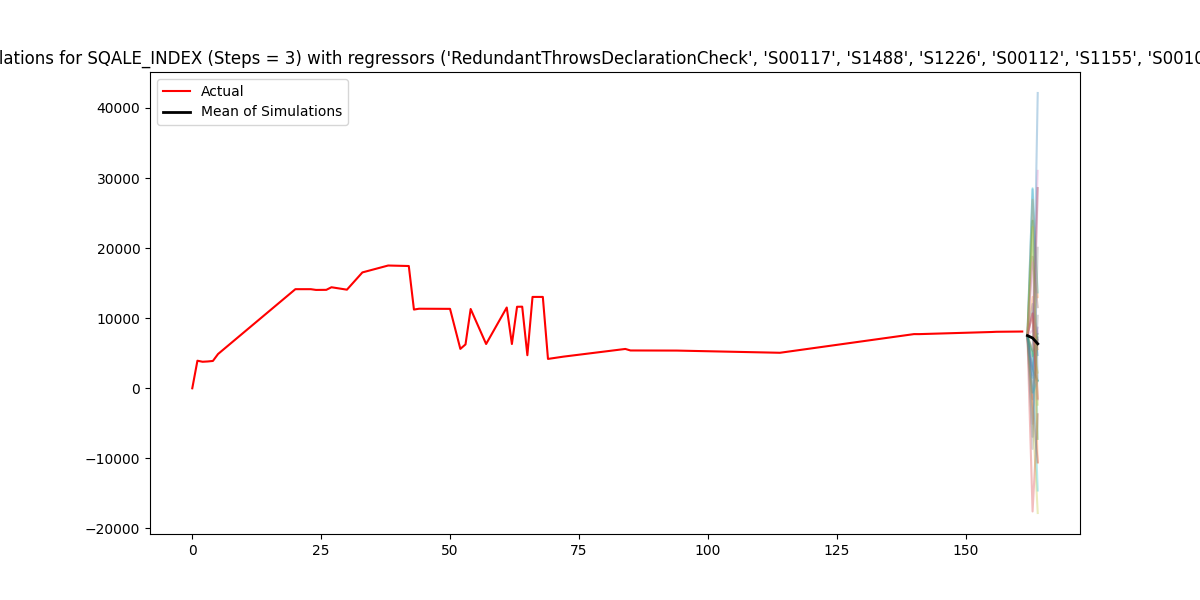 lations for SQALE_INDEX (Steps = 3) with regressors ('RedundantThrowsDeclarationCheck', 'S00117', 'S1488', 'S1226', 'S00112', 'S1155', 'S0010
Actual
Mean of Simulations
40000
30000
20000
10000
0
−10000
−20000
0 25 50 75 100 125 150